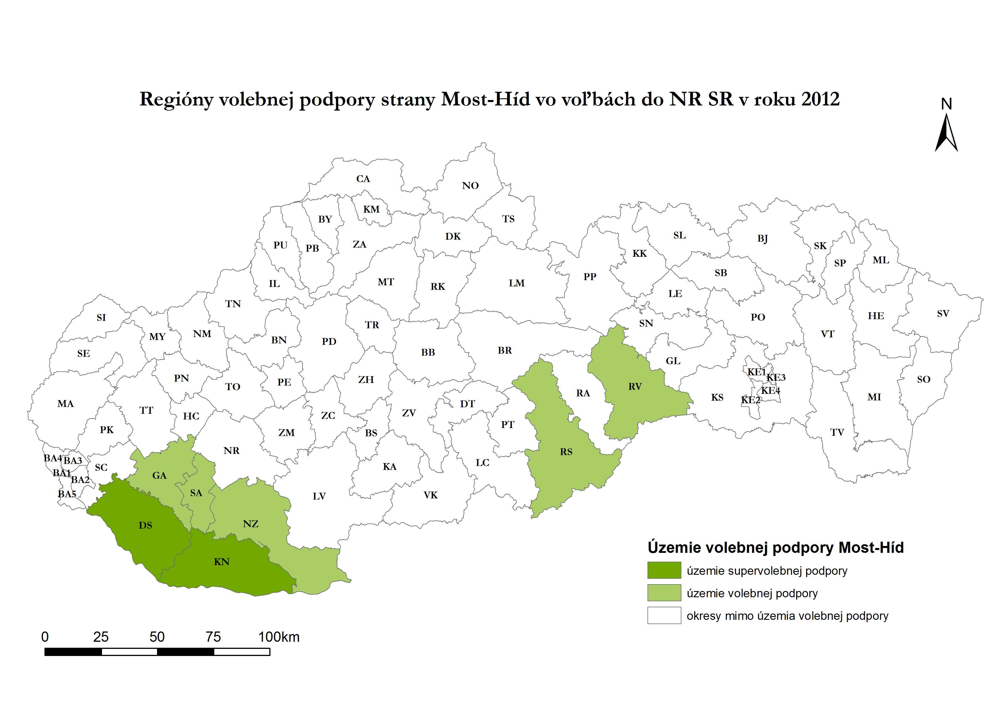 Regióny volebnej podpory strany Most-Híd vo voľbách do NR SR v roku 2012
N
CA
NO
KM
BY
TS
DK
SL
BJ
PU
PB
ZA
KK
SK
SP
ML
IL
MT
RK
LM
PP
SB
LE
TN
SI
SV
HE
PO
SN
TR
MY
NM
BN
PD
VT
SE
BB
BR
GL
PN
TO
PE
ZH
KE1
KE3
SO
RV
RA
KE4
KS
KE2
MI
MA
TT
HC
DT
ZV
ZC
PK
ZM
BS
PT
TV
NR
RS
BA4
BA3
SC
KA
LC
BA1
GA
BA2
BA5
SA
LV
VK
DS
NZ
KN
Územie volebnej podpory Most-Híd
územie supervolebnej podpory
územie volebnej podpory
okresy mimo územia volebnej podpory
0 25 50 75 100km